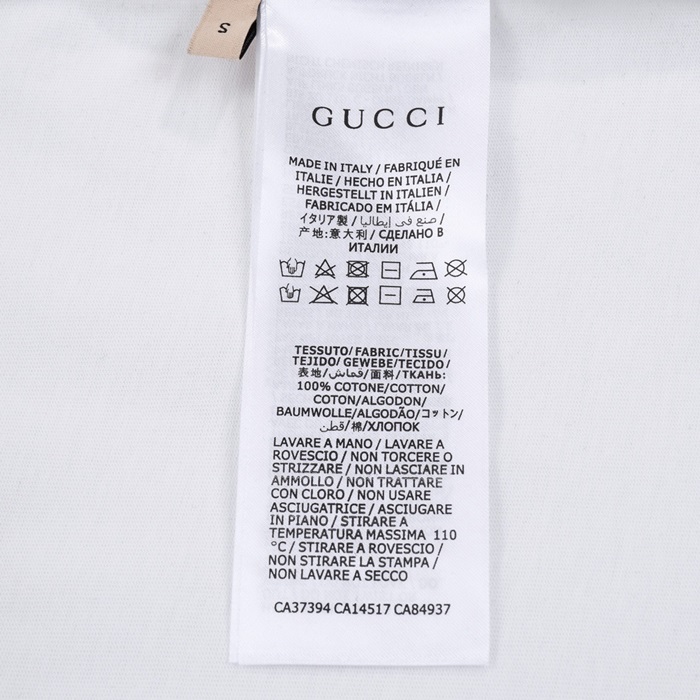 S
GUCCI
MADE IN ITALY / FABRIQUÉ EN
ITALIE / HECHO EN ITALIA /
HERGESTELLT IN ITALIEN /
FABRICADO EM ITÁLIA /
イタリア製 / صنع في إيطاليا /
产地:意大利 / СДЕЛАНО В
ИТАЛИИ
TESSUTO/FABRIC/TISSU/
TEJIDO/GEWEBE/TECIDO/
表地/قماش/面料/ТКАНЬ:
100% COTONE/COTTON/
COTON/ALGODON/
BAUMWOLLE/ALGODÃO/コットン/
قطن/棉/ХЛОПОК
LAVARE A MANO / LAVARE A
ROVESCIO / NON TORCERE O
STRIZZARE / NON LASCIARE IN
AMMOLLO / NON TRATTARE
CON CLORO / NON USARE
ASCIUGATRICE / ASCIUGARE
IN PIANO / STIRARE A
TEMPERATURA MASSIMA 110
°C / STIRARE A ROVESCIO /
NON STIRARE LA STAMPA /
NON LAVARE A SECCO
CA37394 CA14517 CA84937